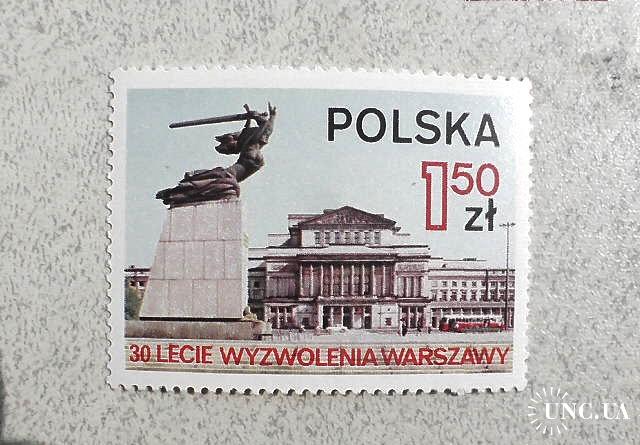 POLSKA
1 50
zł
30 LECIE WYZWOLENIA WARSZAWY
UNC.UA